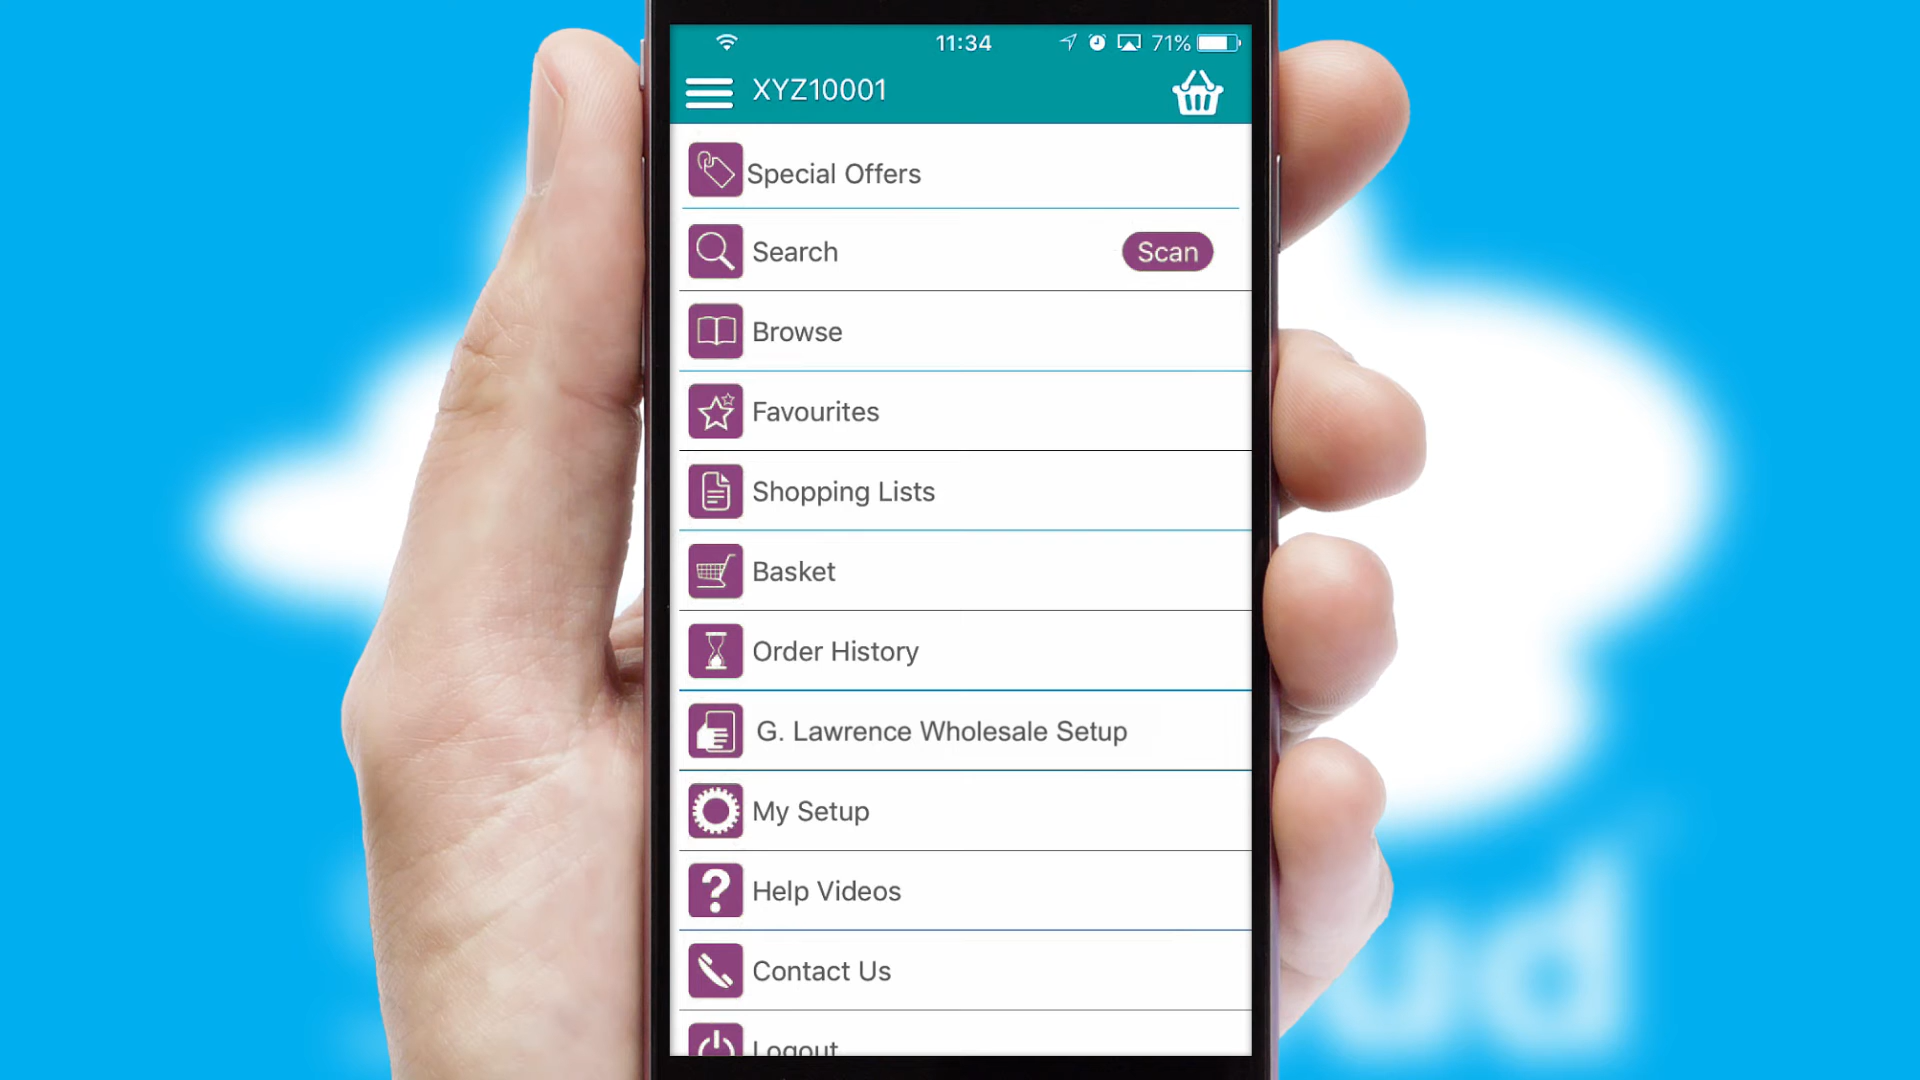 11:34
71%
XYZ10001
Special Offers
Search
Scan
Browse
Favourites
Shopping Lists
Basket
Order History
G. Lawrence Wholesale Setup
My Setup
Help Videos
Contact Us
Logout
ud